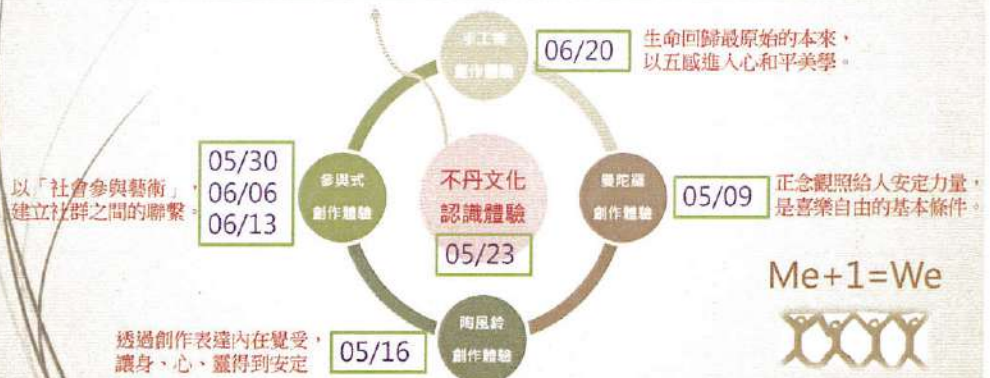 創作體驗
06/20
生命回歸最原始的本來，
以五感進入心和平美學。
05/30
06/06
06/13
以「社會參與藝術」，
建立社群之間的聯繫。
參與式
創作體驗
不丹文化
認識體驗
05/23
曼陀羅
創作體驗
05/09
正念觀照給人安定力量，
是喜樂自由的基本條件。
Me+1=We
陶風鈴
創作體驗
05/16
透過創作表達內在覺受，
讓身、心、靈得到安定